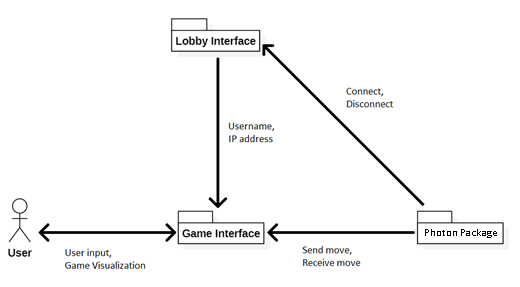 Lobby Interface
Connect,
Disconnect
Username,
IP address
User
User input,
Game Visualization
Game Interface
Send move,
Receive move
Photon Package